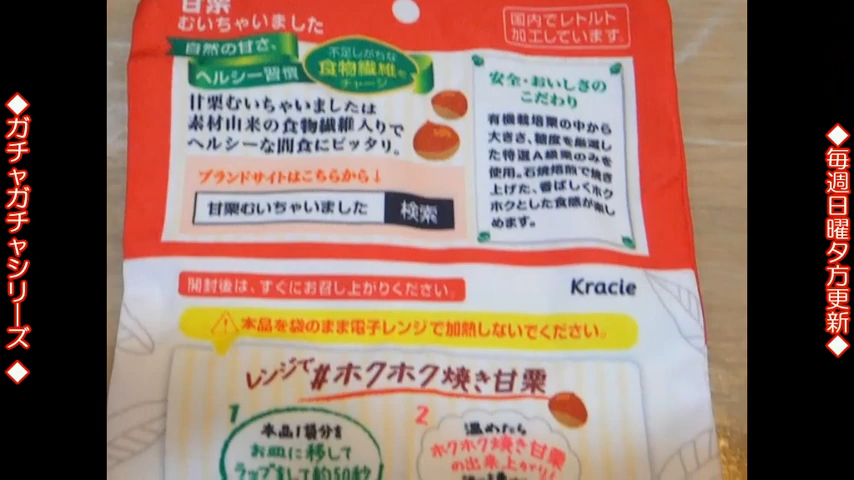 ◆ガチャガチャシリーズ◆
◆毎週日曜夕方更新◆
甘栗
むいちゃいました
国内でレトルト
加工しています。
自然の甘さ、
ヘルシー習慣
不足しがちな
食物繊維を
チャージ
甘栗むいちゃいましたは
素材由来の食物繊維入りで
ヘルシーな間食にピッタリ。
ブランドサイトはこちらから↓
甘栗むいちゃいました 検索
安全・おいしさの
こだわり
有機栽培栗の中から
大きさ、糖度を厳選し
た特選A級栗のみを
使用。石焼焙煎で焼き
上げた、香ばしくホク
ホクとした食感が楽し
めます。
開封後は、すぐにお召し上がりください。
Kracie
本品を袋のまま電子レンジで加熱しないでください。
レンジで#ホクホク焼き甘栗
1
本品1袋分を
お皿に移して
ラップをして約50秒
2
温めたら
ホクホク焼き甘栗
の出来上がり!